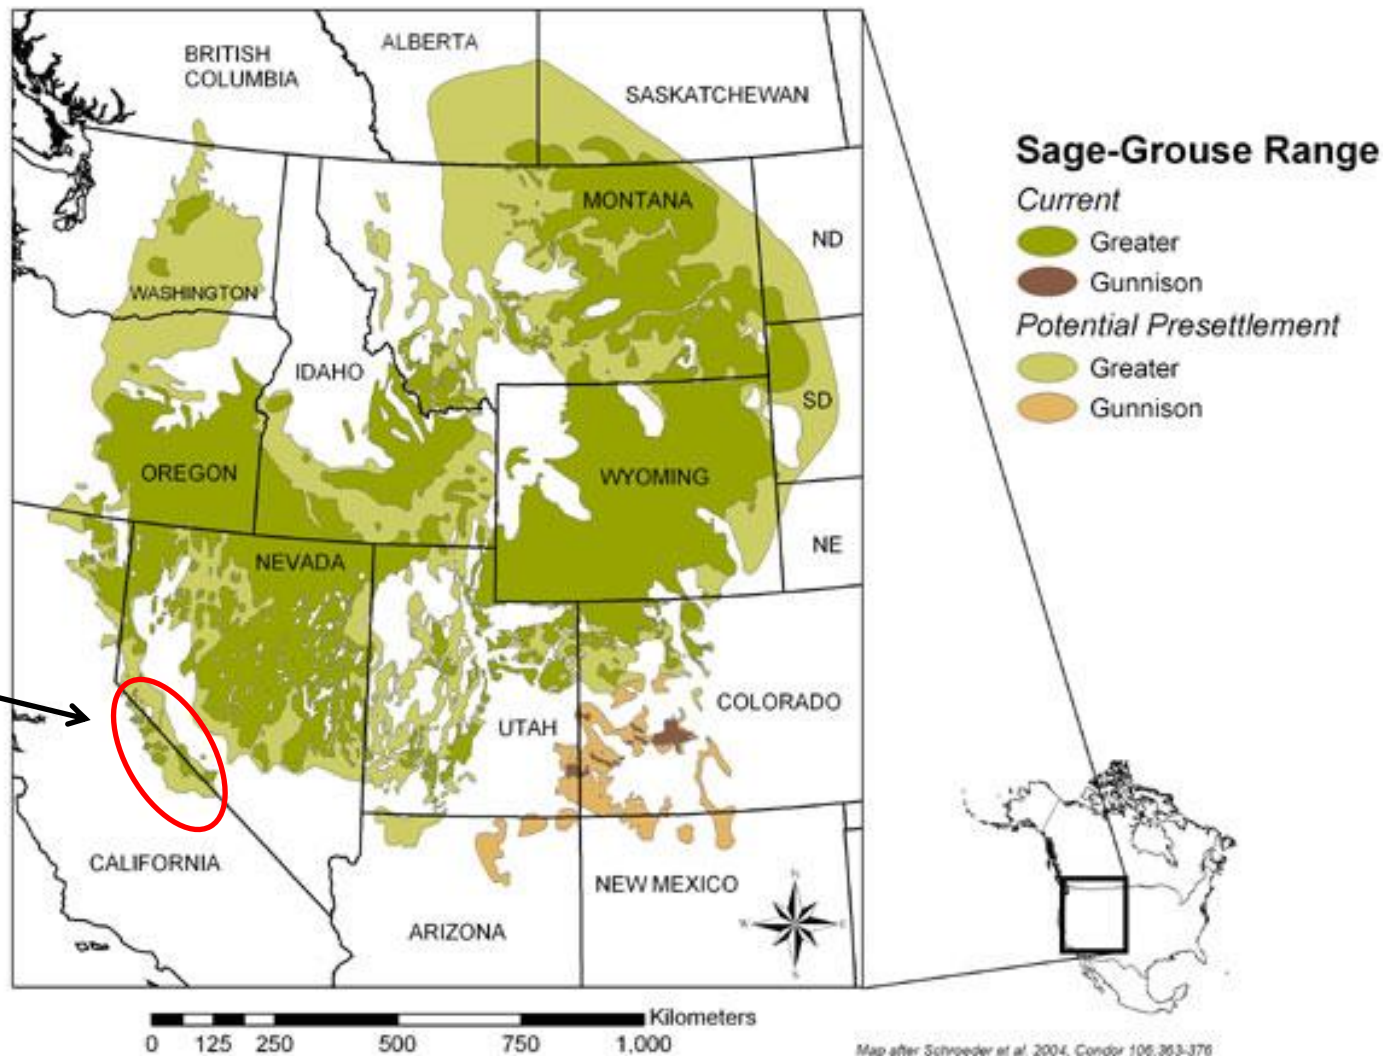 BRITISH
COLUMBIA
ALBERTA
SASKATCHEWAN
MONTANA
ND
WASHINGTON
IDAHO
SD
OREGON
WYOMING
NEVADA
NE
UTAH
COLORADO
CALIFORNIA
NEW MEXICO
ARIZONA
N
W
E
S
Sage-Grouse Range
Current
Greater
Gunnison
Potential Presettlement
Greater
Gunnison
Kilometers
0 125 250 500 750 1,000
Map after Schroeder et al. 2004, Condor 106:363-376